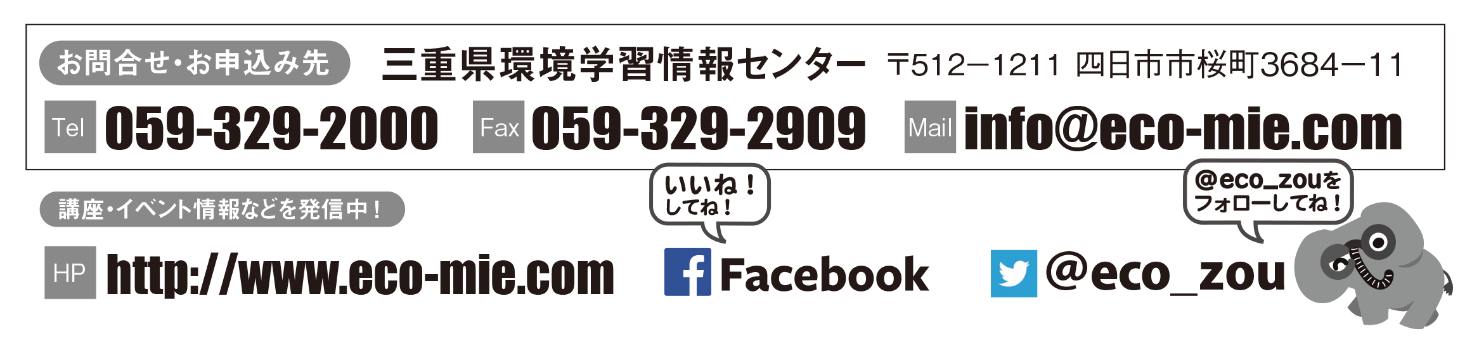 お問合せ・お申込み先 三重県環境学習情報センター 〒512－1211 四日市市桜町3684－11
Tel 059-329-2000 Fax 059-329-2909 Mail info@eco-mie.com
講座・イベント情報などを発信中！
いいね！
してね！
@eco_zouを
フォローしてね！
HP http://www.eco-mie.com Facebook @eco_zou